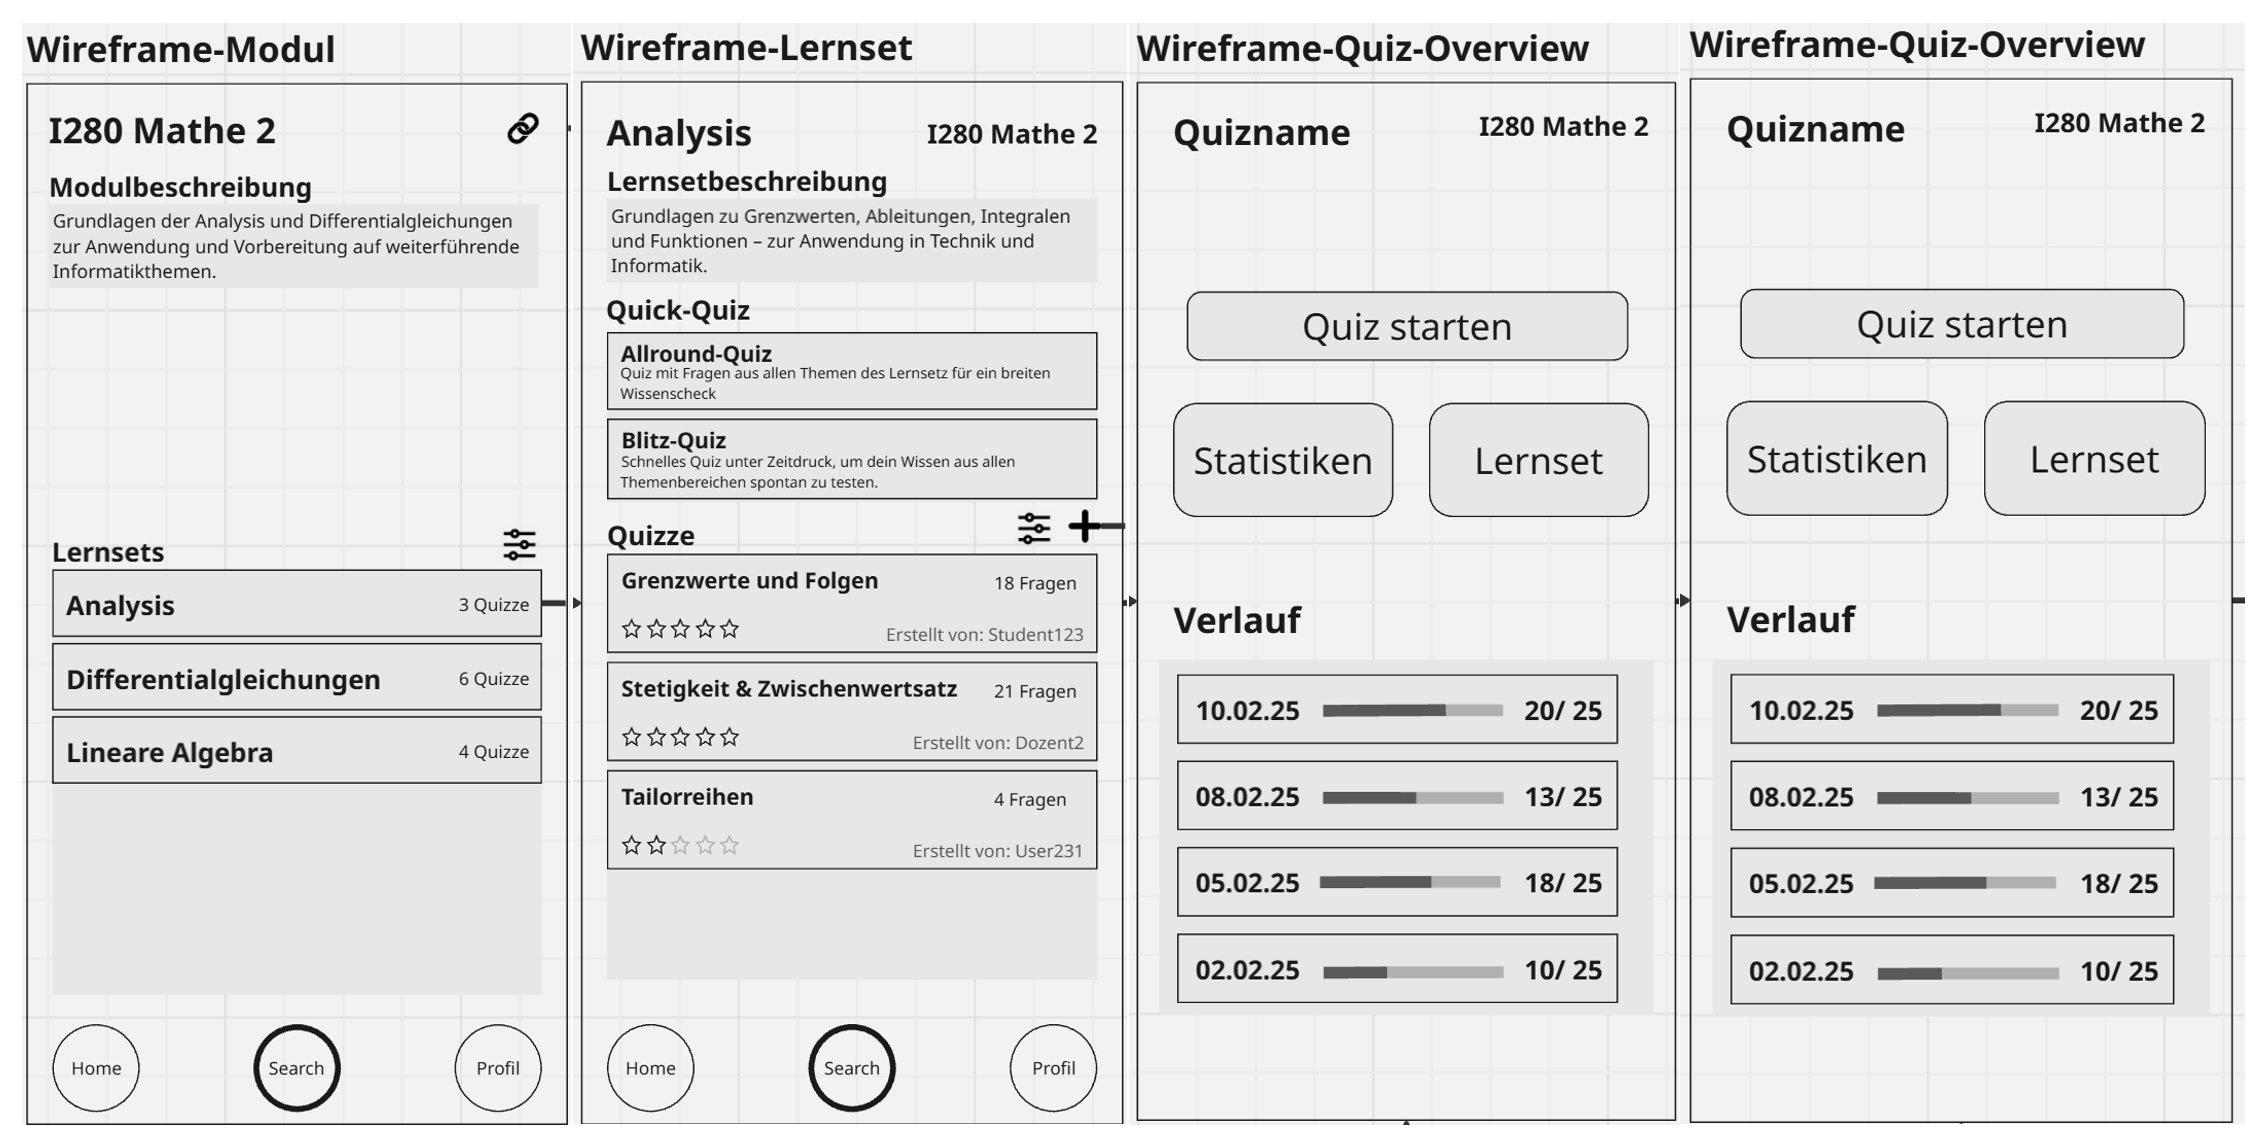 Wireframe-Modul
I280 Mathe 2
Modulbeschreibung
Grundlagen der Analysis und Differentialgleichungen
zur Anwendung und Vorbereitung auf weiterführende
Informatikthemen.
Lernsets
Analysis
3 Quizze
Differentialgleichungen
6 Quizze
Lineare Algebra
4 Quizze
Home
Search
Profil
Wireframe-Lernset
Analysis
I280 Mathe 2
Lernsetbeschreibung
Grundlagen zu Grenzwerten, Ableitungen, Integralen
und Funktionen – zur Anwendung in Technik und
Informatik.
Quick-Quiz
Allround-Quiz
Quiz mit Fragen aus allen Themen des Lernsetz für ein breiten
Wissenscheck
Blitz-Quiz
Schnelles Quiz unter Zeitdruck, um dein Wissen aus allen
Themenbereichen spontan zu testen.
Quizze
Grenzwerte und Folgen
18 Fragen
Erstellt von: Student123
Stetigkeit & Zwischenwertsatz
21 Fragen
Erstellt von: Dozent2
Tailorreihen
4 Fragen
Erstellt von: User231
Home
Search
Profil
Wireframe-Quiz-Overview
Quizname
I280 Mathe 2
Quiz starten
Statistiken
Lernset
Verlauf
10.02.25
20/ 25
08.02.25
13/ 25
05.02.25
18/ 25
02.02.25
10/ 25
Wireframe-Quiz-Overview
Quizname
I280 Mathe 2
Quiz starten
Statistiken
Lernset
Verlauf
10.02.25
20/ 25
08.02.25
13/ 25
05.02.25
18/ 25
02.02.25
10/ 25